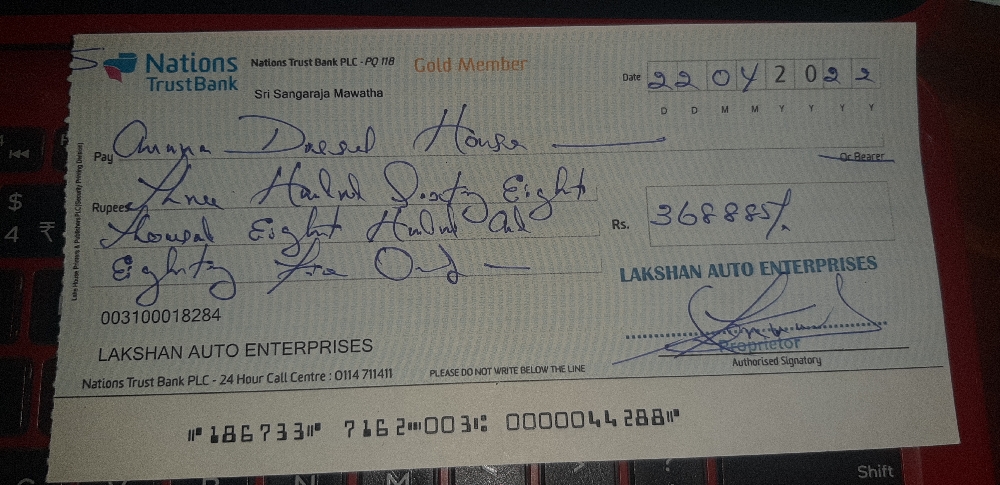 Nations
TrustBank
Nations Trust Bank PLC - PQ 118
Gold Member
Sri Sangaraja Mawatha
Date 22 04 2022
D D M M Y Y Y Y
Pay Diesel House
Or Bearer
Rupees Three Hundred Sixty Eight
Thousand Eight Hundred And
Eighty Five Only
Rs. 368885/.
LAKSHAN AUTO ENTERPRISES
Proprietor
Authorised Signatory
003100018284
LAKSHAN AUTO ENTERPRISES
Nations Trust Bank PLC - 24 Hour Call Centre : 0114 711411
PLEASE DO NOT WRITE BELOW THE LINE
⑈186733⑈ 7162⑉003⑆ 0000044288⑈
$
4 ₹
Shift